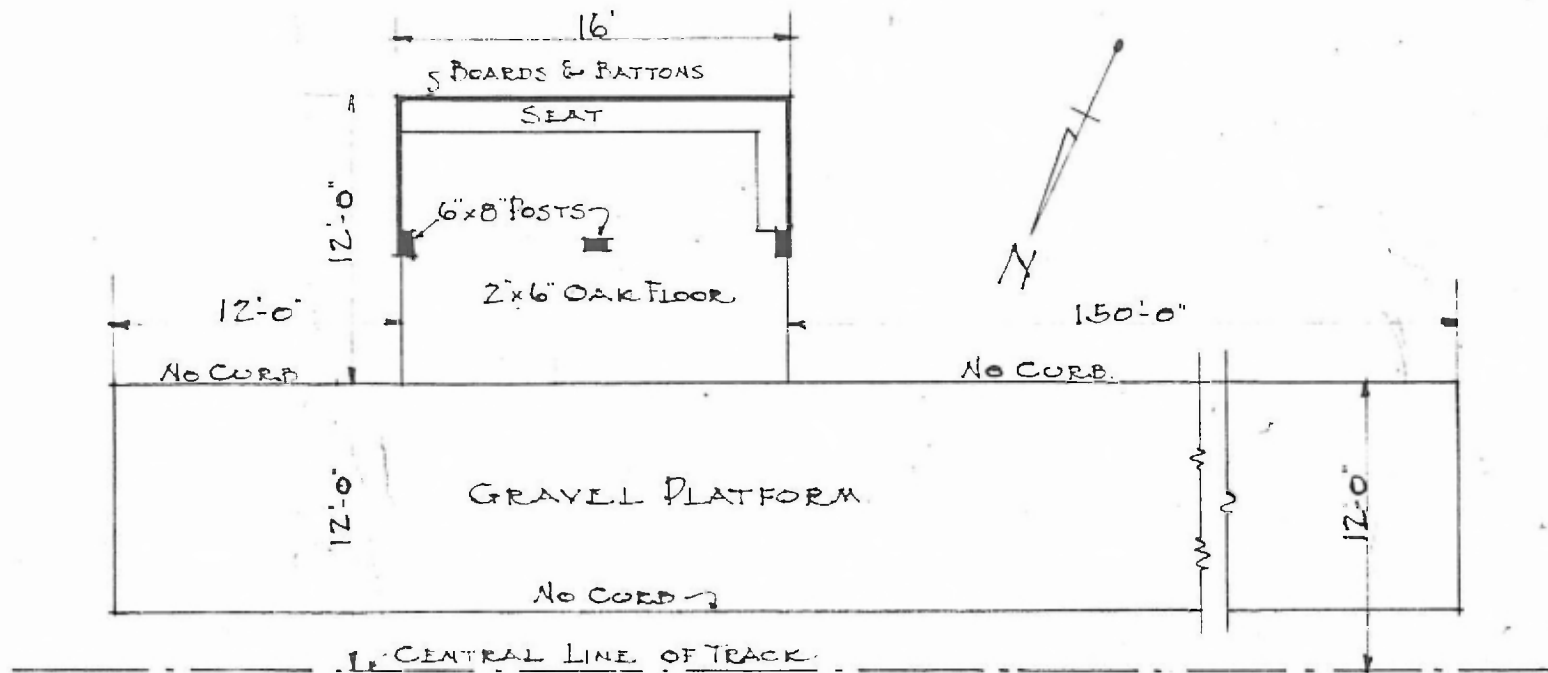 16'
BOARDS & BATTONS
SEAT
12'-0"
6"x8" POSTS
2"x6" OAK FLOOR
N
12'-0"
150'-0"
NO CURB
NO CURB.
12'-0"
GRAVEL PLATFORM
12'-0"
NO CURB
CENTRAL LINE OF TRACK